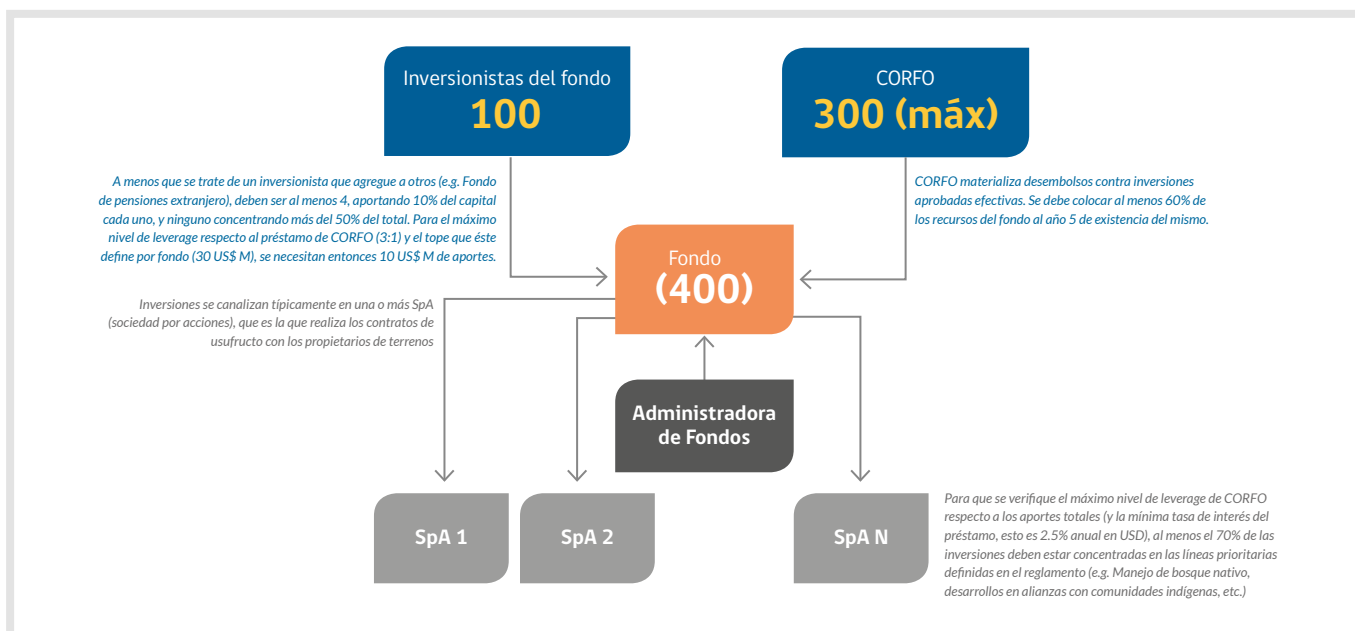 Inversionistas del fondo
100
CORFO
300 (máx)
A menos que se trate de un inversionista que agregue a otros (e.g. Fondo
de pensiones extranjero), deben ser al menos 4, aportando 10% del capital
cada uno, y ninguno concentrando más del 50% del total. Para el máximo
nivel de leverage respecto al préstamo de CORFO (3:1) y el tope que éste
define por fondo (30 US$ M), se necesitan entonces 10 US$ M de aportes.
CORFO materializa desembolsos contra inversiones
aprobadas efectivas. Se debe colocar al menos 60% de
los recursos del fondo al año 5 de existencia del mismo.
Fondo
(400)
Inversiones se canalizan típicamente en una o más SpA
(sociedad por acciones), que es la que realiza los contratos de
usufructo con los propietarios de terrenos
Administradora
de Fondos
SpA 1
SpA 2
SpA N
Para que se verifique el máximo nivel de leverage de CORFO
respecto a los aportes totales (y la mínima tasa de interés del
préstamo, esto es 2.5% anual en USD), al menos el 70% de las
inversiones deben estar concentradas en las líneas prioritarias
definidas en el reglamento (e.g. Manejo de bosque nativo,
desarrollos en alianzas con comunidades indígenas, etc.)